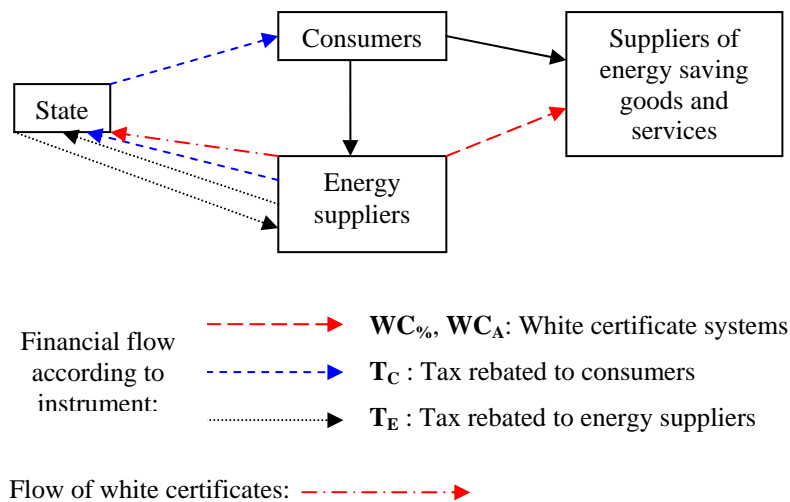 Consumers
Suppliers of
energy saving
goods and
services
State
Energy
suppliers
Financial flow
according to
instrument:
WC%, WCA: White certificate systems
TC : Tax rebated to consumers
TE : Tax rebated to energy suppliers
Flow of white certificates: